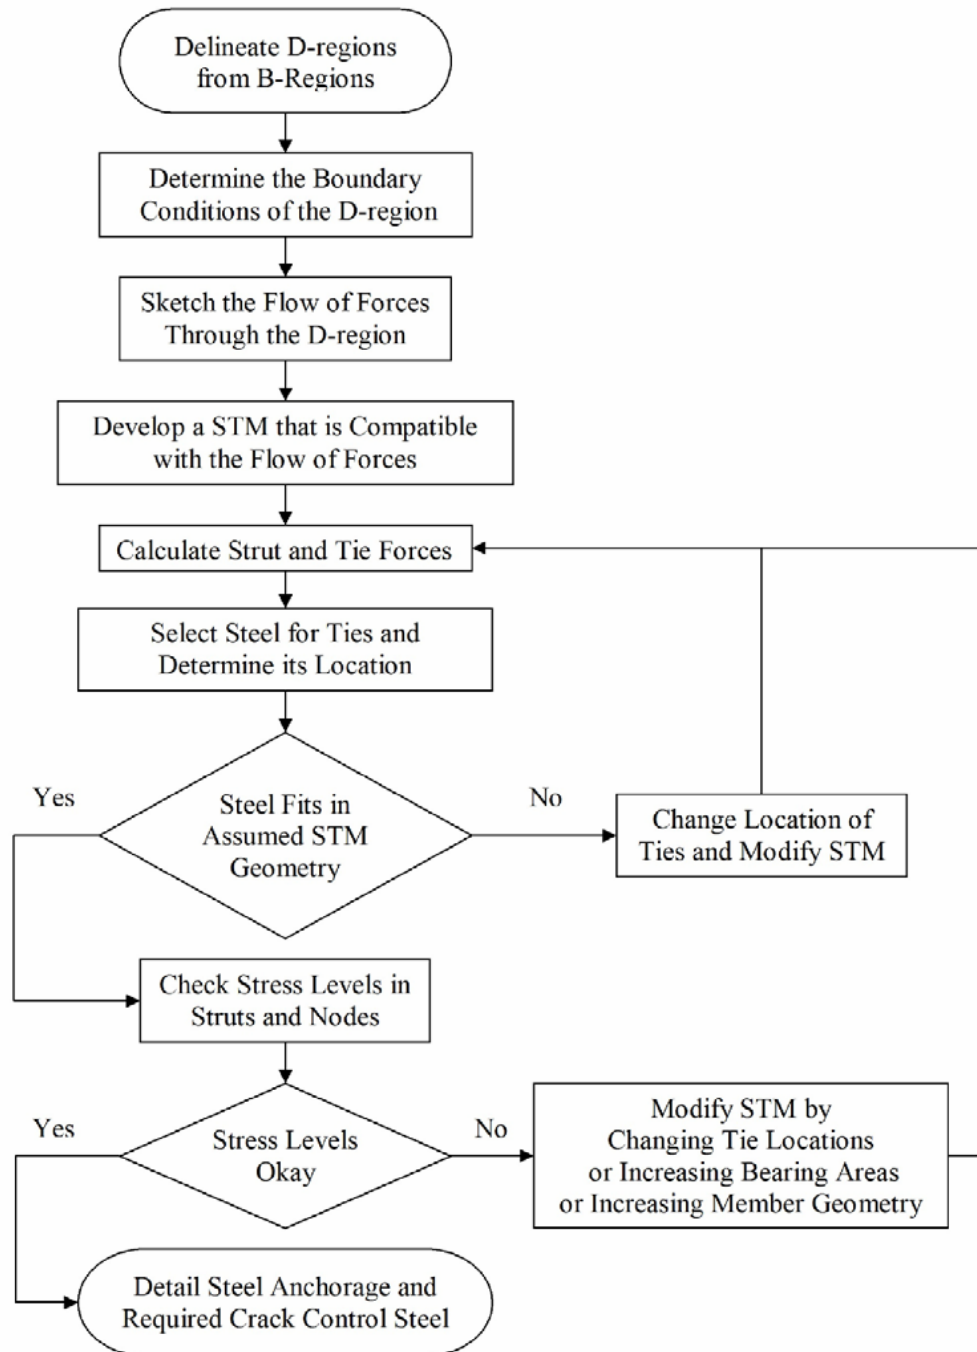 Delineate D-regions
from B-Regions
Determine the Boundary
Conditions of the D-region
Sketch the Flow of Forces
Through the D-region
Develop a STM that is Compatible
with the Flow of Forces
Calculate Strut and Tie Forces
Select Steel for Ties and
Determine its Location
Yes
Steel Fits in
Assumed STM
Geometry
No
Change Location of
Ties and Modify STM
Check Stress Levels in
Struts and Nodes
Yes
Stress Levels
Okay
No
Modify STM by
Changing Tie Locations
or Increasing Bearing Areas
or Increasing Member Geometry
Detail Steel Anchorage and
Required Crack Control Steel